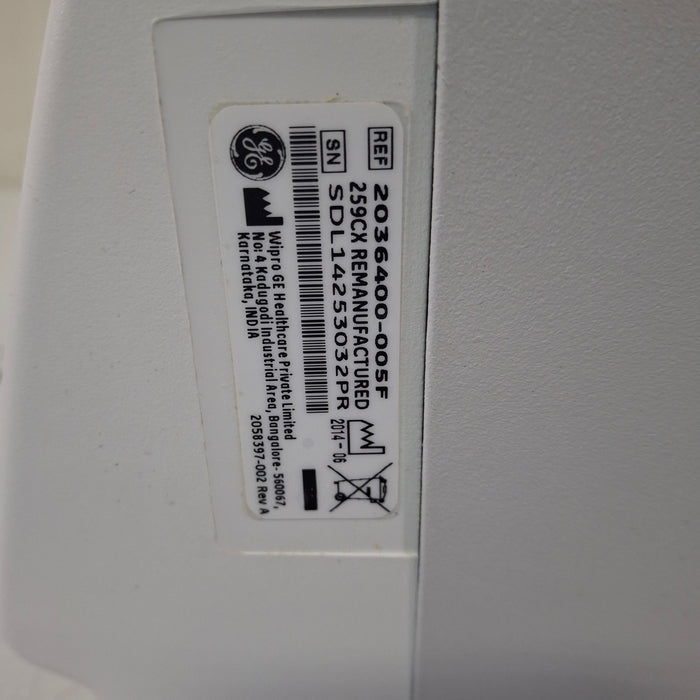 REF 2036400-005F
259CX REMANUFACTURED
SN SDL14253032PR
2014-06
GE
Wipro GE Healthcare Private Limited
No: 4 Kadugodi Industrial Area, Bangalore- 560067,
Karnataka, INDIA
2058397-002 Rev A